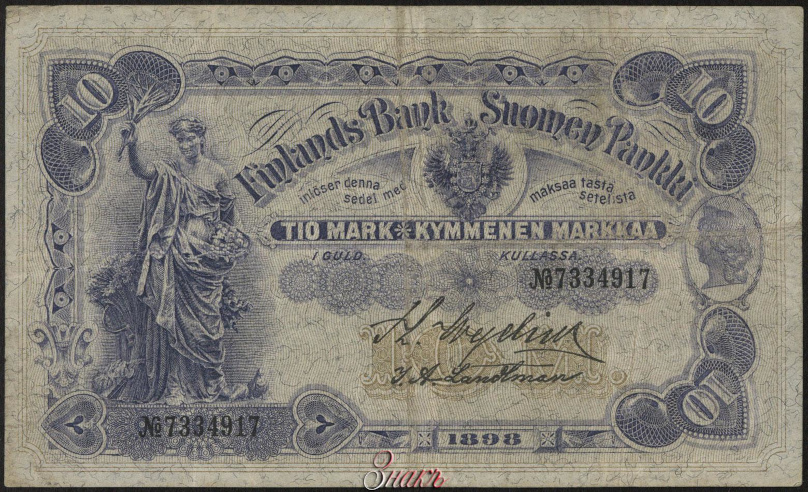 10
10
Finlands Bank Suomen Pankki
inlöser denna
sedel med
maksaa tästä
setelistä
TIO MARK KYMMENEN MARKKAA
I GULD. KULLASSA.
№7334917
J. A. Landtman
№7334917
10
1898
Знакъ